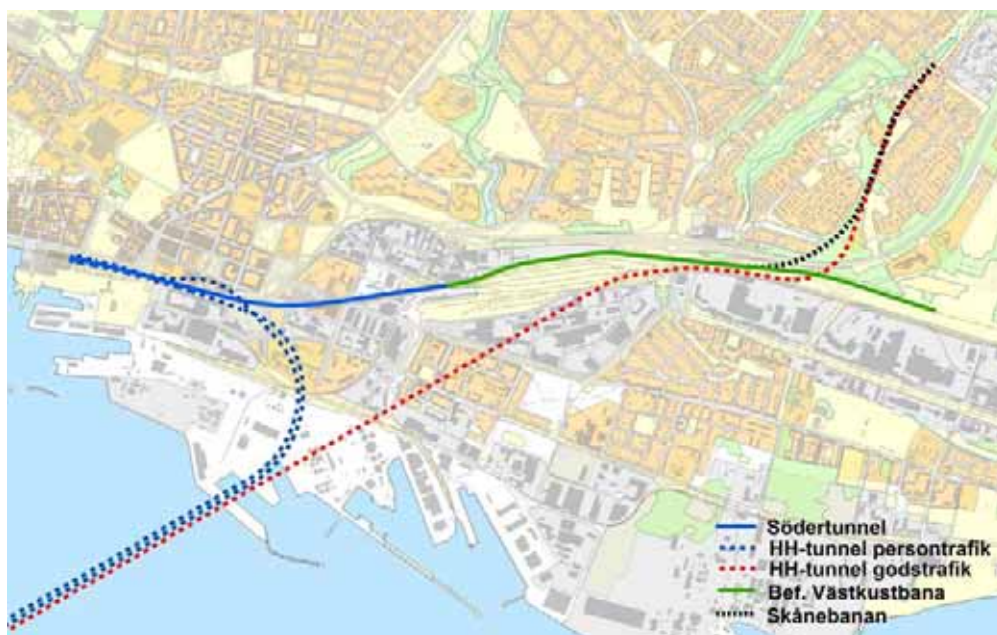 Södertunnel
HH-tunnel persontrafik
HH-tunnel godstrafik
Bef. Västkustbana
Skånebanan